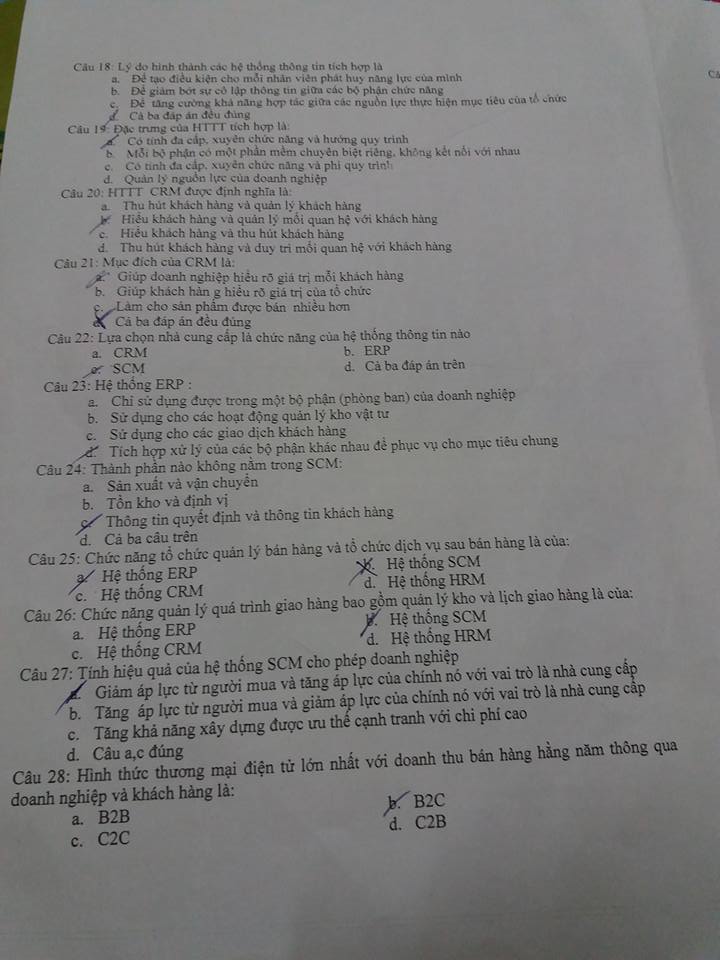 Câu 18: Lý do hình thành các hệ thống thông tin tích hợp là
a. Để tạo điều kiện cho mỗi nhân viên phát huy năng lực của mình
b. Để giảm bớt sự cô lập thông tin giữa các bộ phận chức năng
c. Để tăng cường khả năng hợp tác giữa các nguồn lực thực hiện mục tiêu của tổ chức
d. Cả ba đáp án đều đúng
Câu 19: Đặc trưng của HTTT tích hợp là:
a. Có tính đa cấp, xuyên chức năng và hướng quy trình
b. Mỗi bộ phận có một phần mềm chuyên biệt riêng, không kết nối với nhau
c. Có tính đa cấp, xuyên chức năng và phi quy trình
d. Quản lý nguồn lực của doanh nghiệp
Câu 20: HTTT CRM được định nghĩa là:
a. Thu hút khách hàng và quản lý khách hàng
b. Hiểu khách hàng và quản lý mối quan hệ với khách hàng
c. Hiểu khách hàng và thu hút khách hàng
d. Thu hút khách hàng và duy trì mối quan hệ với khách hàng
Câu 21: Mục đích của CRM là:
a. Giúp doanh nghiệp hiểu rõ giá trị mỗi khách hàng
b. Giúp khách hàn g hiểu rõ giá trị của tổ chức
c. Làm cho sản phẩm được bán nhiều hơn
d. Cả ba đáp án đều đúng
Câu 22: Lựa chọn nhà cung cấp là chức năng của hệ thống thông tin nào
a. CRM b. ERP
c. SCM d. Cả ba đáp án trên
Câu 23: Hệ thống ERP :
a. Chỉ sử dụng được trong một bộ phận (phòng ban) của doanh nghiệp
b. Sử dụng cho các hoạt động quản lý kho vật tư
c. Sử dụng cho các giao dịch khách hàng
d. Tích hợp xử lý của các bộ phận khác nhau để phục vụ cho mục tiêu chung
Câu 24: Thành phần nào không nằm trong SCM:
a. Sản xuất và vận chuyển
b. Tồn kho và định vị
c. Thông tin quyết định và thông tin khách hàng
d. Cả ba câu trên
Câu 25: Chức năng tổ chức quản lý bán hàng và tổ chức dịch vụ sau bán hàng là của:
a. Hệ thống ERP b. Hệ thống SCM
c. Hệ thống CRM d. Hệ thống HRM
Câu 26: Chức năng quản lý quá trình giao hàng bao gồm quản lý kho và lịch giao hàng là của:
a. Hệ thống ERP b. Hệ thống SCM
c. Hệ thống CRM d. Hệ thống HRM
Câu 27: Tính hiệu quả của hệ thống SCM cho phép doanh nghiệp
a. Giảm áp lực từ người mua và tăng áp lực của chính nó với vai trò là nhà cung cấp
b. Tăng áp lực từ người mua và giảm áp lực của chính nó với vai trò là nhà cung cấp
c. Tăng khả năng xây dựng được ưu thế cạnh tranh với chi phí cao
d. Câu a,c đúng
Câu 28: Hình thức thương mại điện tử lớn nhất với doanh thu bán hàng hằng năm thông qua
doanh nghiệp và khách hàng là:
a. B2B b. B2C
c. C2C d. C2B